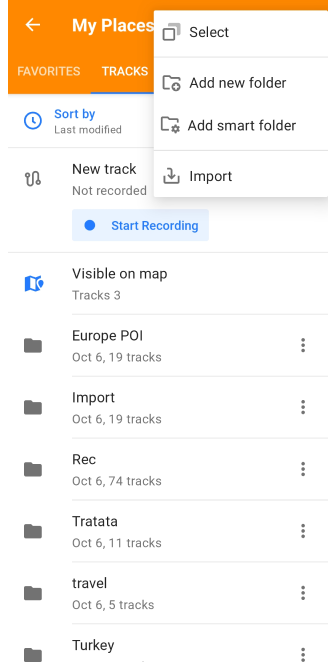 My Places
Select
Add new folder
Add smart folder
Import
FAVORITES
TRACKS
Sort by
Last modified
New track
Not recorded
Start Recording
Visible on map
Tracks 3
Europe POI
Oct 6, 19 tracks
Import
Oct 6, 19 tracks
Rec
Oct 6, 74 tracks
Tratata
Oct 6, 11 tracks
travel
Oct 6, 5 tracks
Turkey